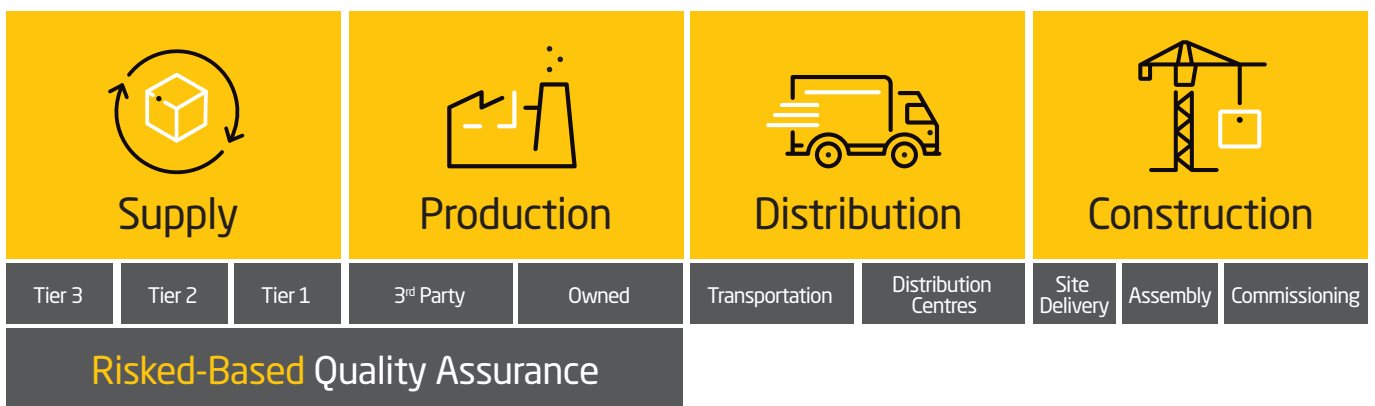 Supply
Production
Distribution
Construction
Tier 3
Tier 2
Tier 1
3rd Party
Owned
Transportation
Distribution
Centres
Site
Delivery
Assembly
Commissioning
Risked-Based Quality Assurance